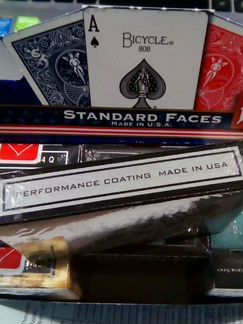 A
BICYCLE®
808
STANDARD FACES
MADE IN U.S.A.
PERFORMANCE COATING MADE IN USA